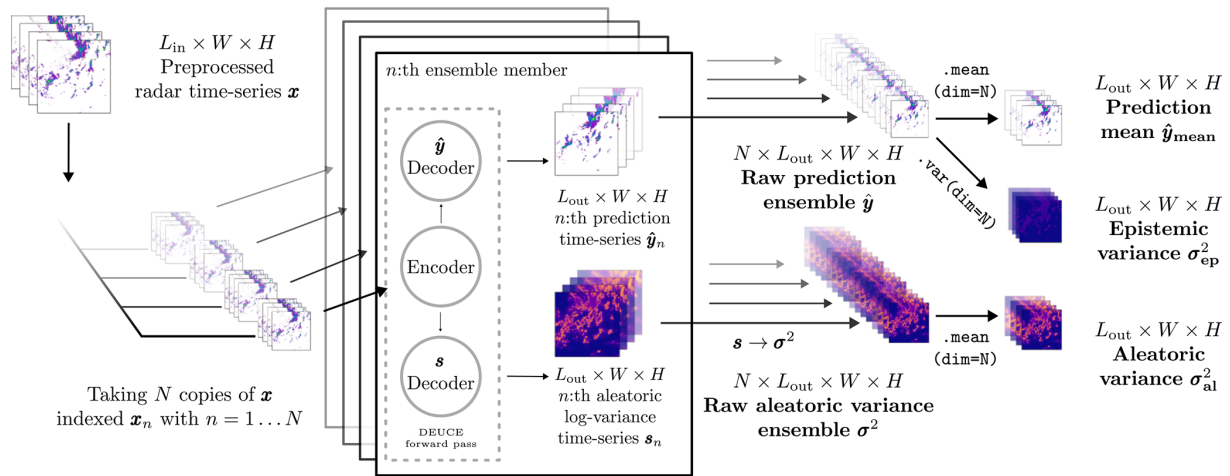 L_in × W × H
Preprocessed
radar time-series x
Taking N copies of x
indexed x_n with n = 1 … N
n:th ensemble member
ŷ
Decoder
Encoder
s
Decoder
DEUCE
forward pass
L_out × W × H
n:th prediction
time-series ŷ_n
L_out × W × H
n:th aleatoric
log-variance
time-series s_n
N × L_out × W × H
Raw prediction
ensemble ŷ
s → σ²
N × L_out × W × H
Raw aleatoric variance
ensemble σ²
.mean
(dim=N)
.var(dim=N)
.mean
(dim=N)
L_out × W × H
Prediction
mean ŷ_mean
L_out × W × H
Epistemic
variance σ²_ep
L_out × W × H
Aleatoric
variance σ²_al